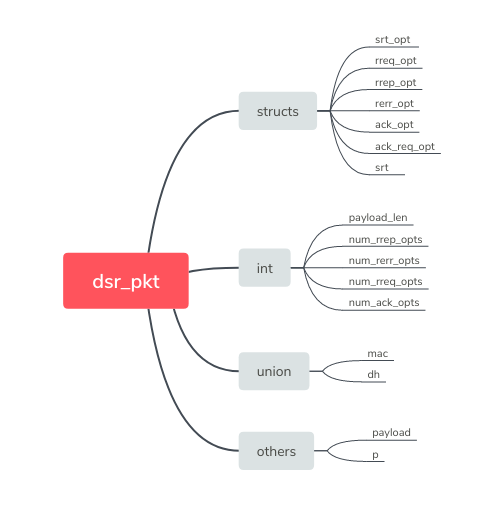 dsr_pkt
structs
srt_opt
rreq_opt
rrep_opt
rerr_opt
ack_opt
ack_req_opt
srt
int
payload_len
num_rrep_opts
num_rerr_opts
num_rreq_opts
num_ack_opts
union
mac
dh
others
payload
p